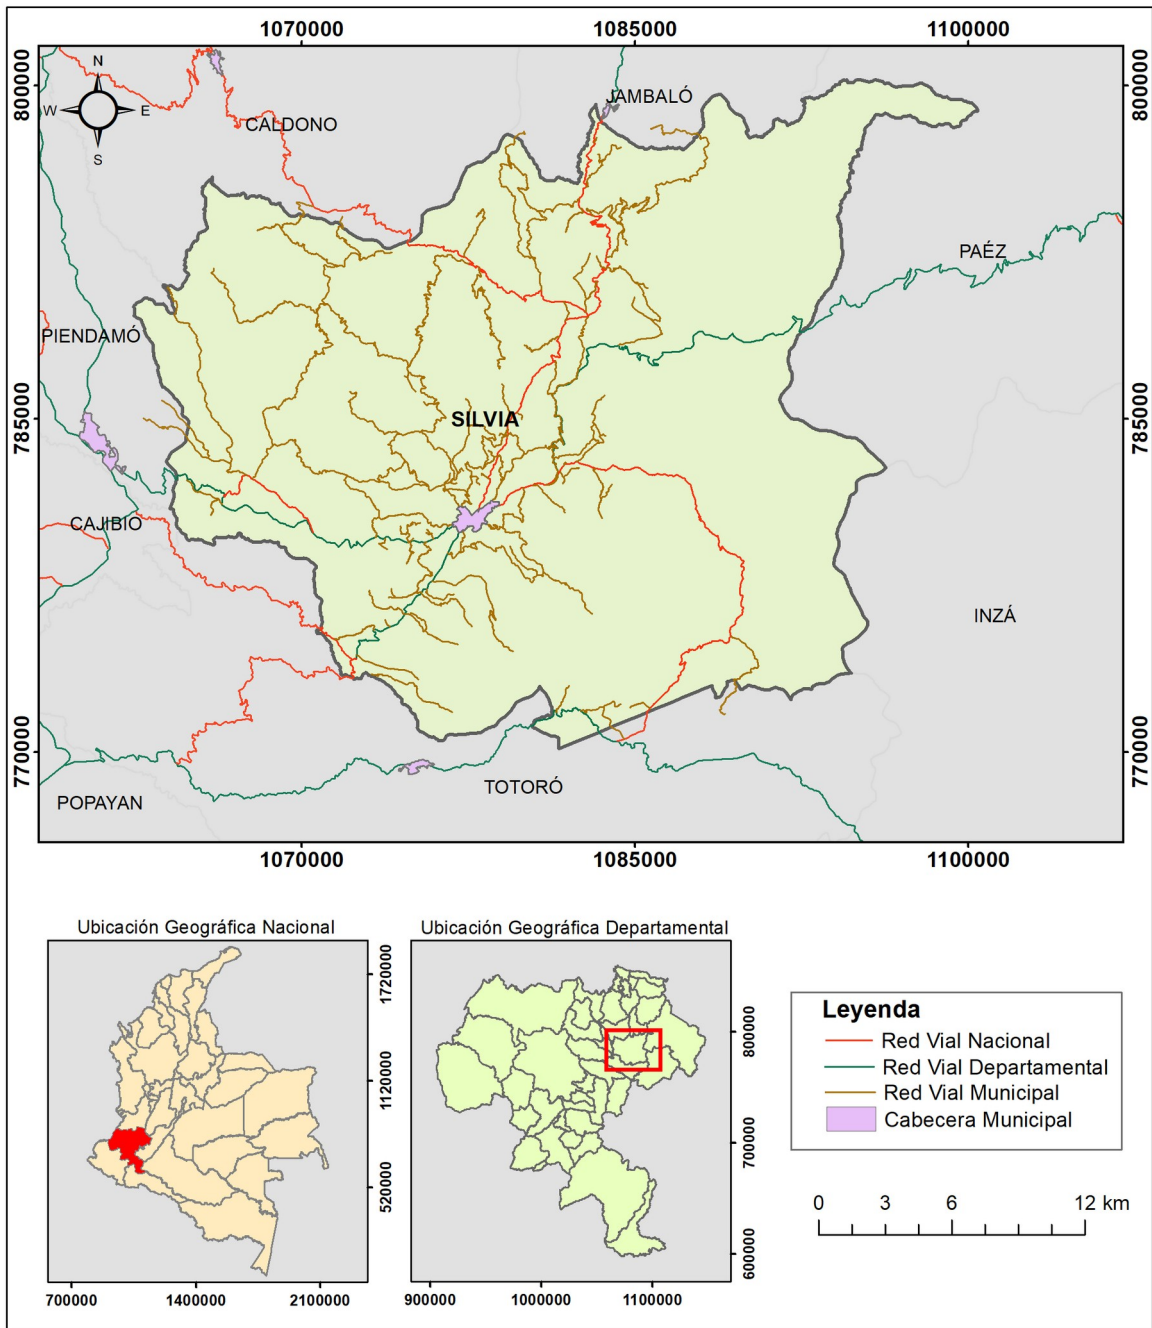 1070000 1085000 1100000
800000 800000
N
W E
S
JAMBALÓ
CALDONO
PAÉZ
PIENDAMÓ
785000 785000
SILVIA
CAJIBIO
INZÁ
770000 770000
TOTORÓ
POPAYAN
1070000 1085000 1100000
Ubicación Geográfica Nacional
1720000
1120000
520000
700000 1400000 2100000
Ubicación Geográfica Departamental
800000
700000
600000
900000 1000000 1100000
Leyenda
Red Vial Nacional
Red Vial Departamental
Red Vial Municipal
Cabecera Municipal
0 3 6 12 km